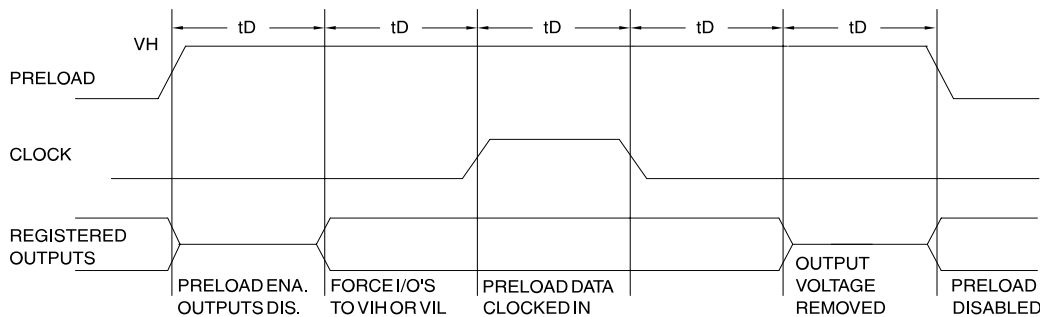 tD tD tD tD tD
VH
PRELOAD
CLOCK
REGISTERED
OUTPUTS
PRELOAD ENA.
OUTPUTS DIS.
FORCE I/O'S
TO VIH OR VIL
PRELOAD DATA
CLOCKED IN
OUTPUT
VOLTAGE
REMOVED
PRELOAD
DISABLED